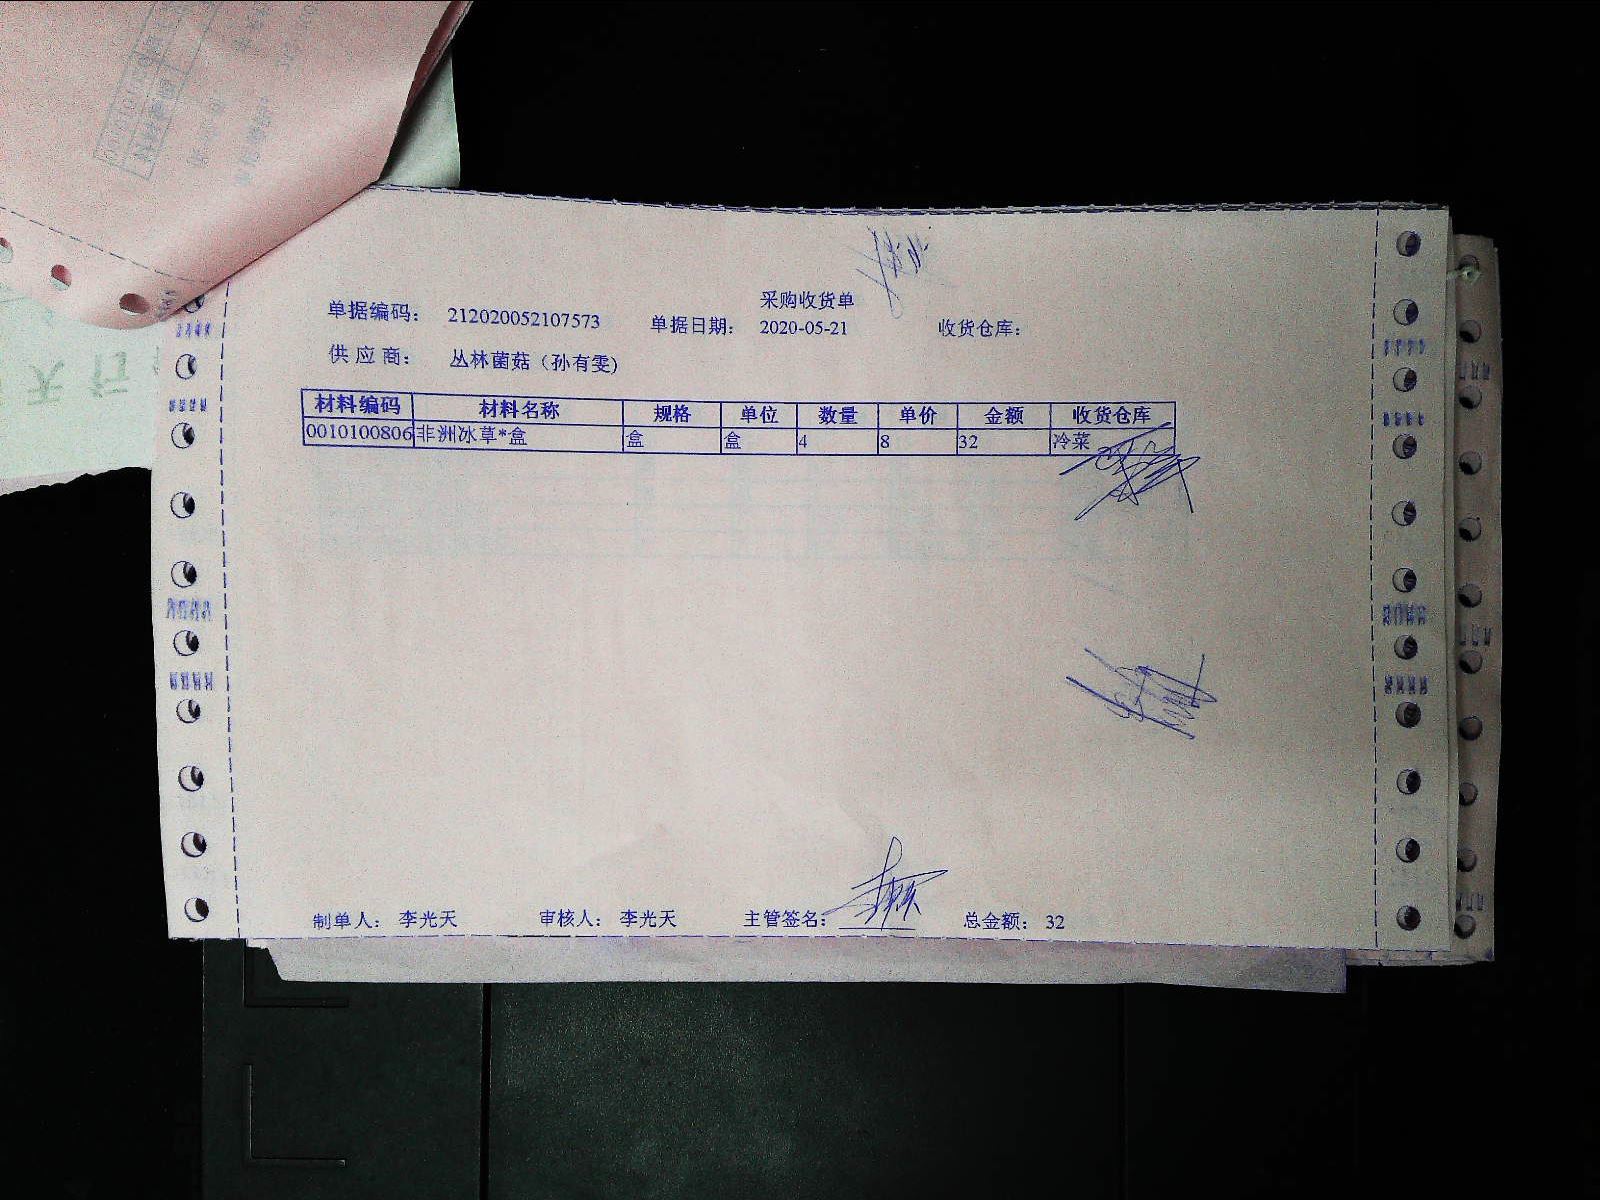 采购收货单
单据编码： 212020052107573 单据日期： 2020-05-21 收货仓库：
供 应 商： 丛林菌菇（孙有雯)
材料编码 材料名称 规格 单位 数量 单价 金额 收货仓库
0010100806 非洲冰草*盒 盒 盒 4 8 32 冷菜
制单人： 李光天 审核人： 李光天 主管签名： 总金额： 32